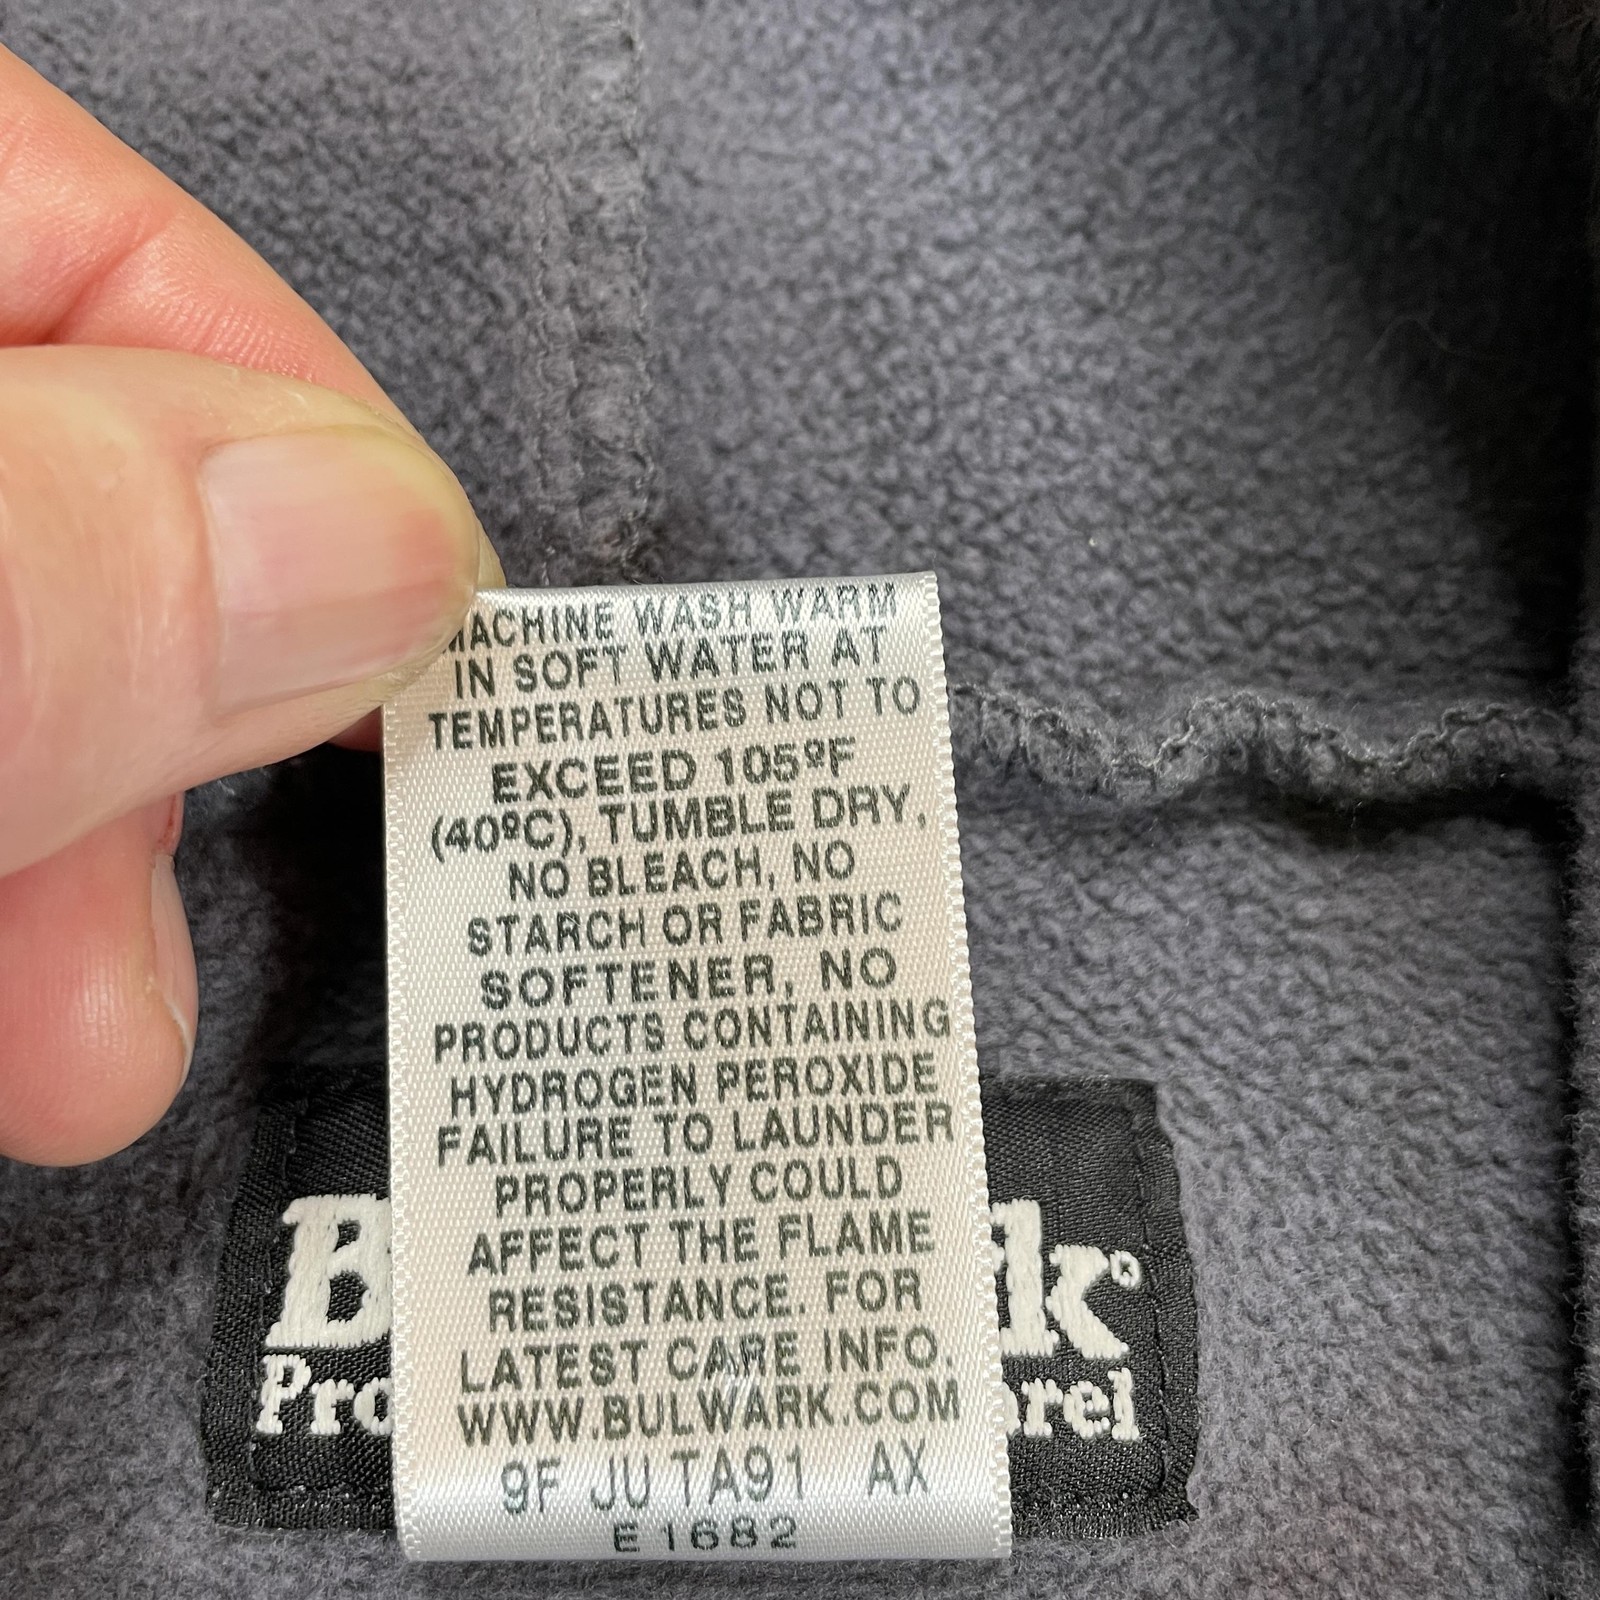 MACHINE WASH WARM
IN SOFT WATER AT
TEMPERATURES NOT TO
EXCEED 105ºF
(40ºC), TUMBLE DRY,
NO BLEACH, NO
STARCH OR FABRIC
SOFTENER, NO
PRODUCTS CONTAINING
HYDROGEN PEROXIDE
FAILURE TO LAUNDER
PROPERLY COULD
AFFECT THE FLAME
RESISTANCE. FOR
LATEST CARE INFO.
WWW.BULWARK.COM
9F JU TA91 AX
E1682